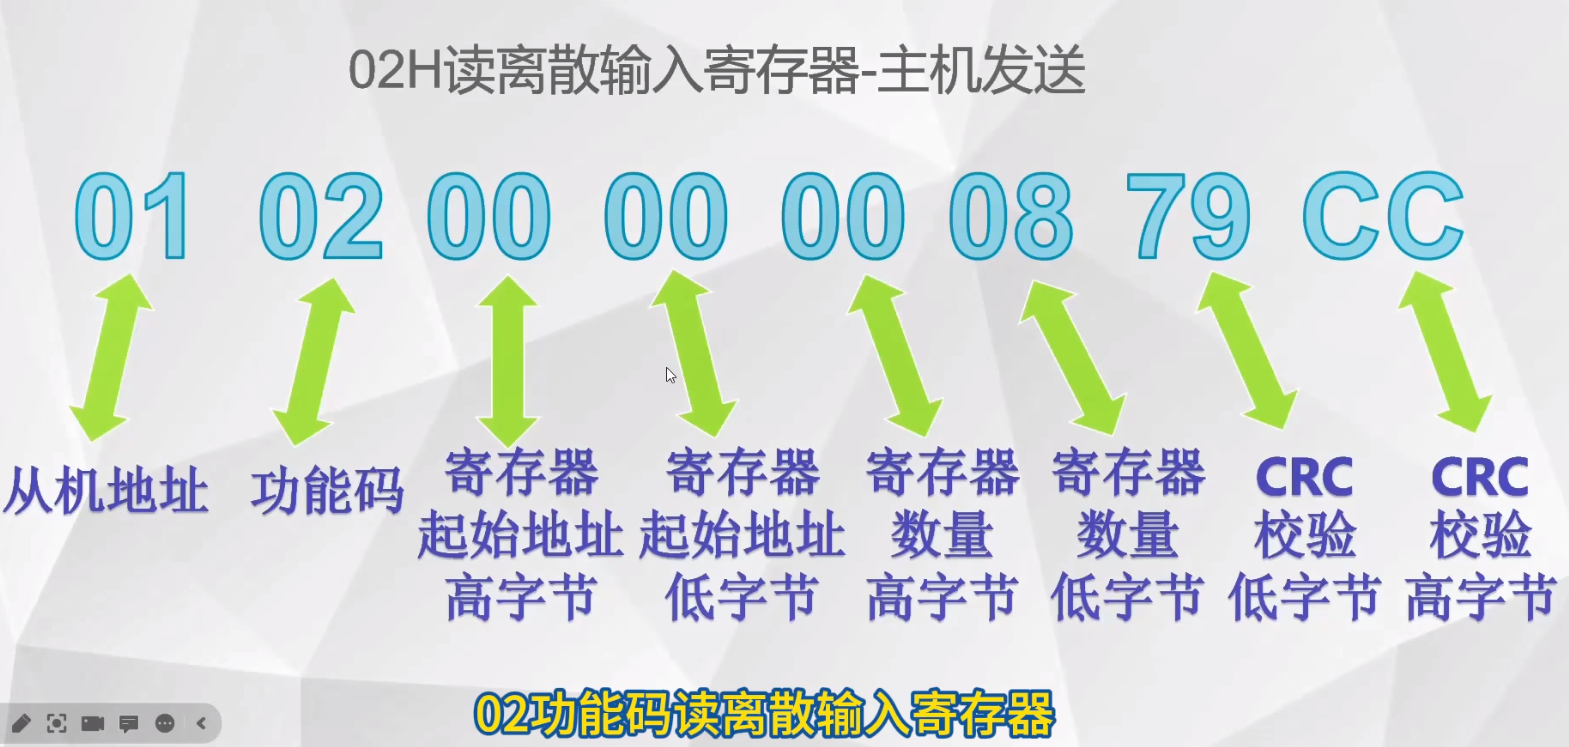 02H读离散输入寄存器-主机发送
01 02 00 00 00 08 79 CC
从机地址
功能码
寄存器
起始地址
高字节
寄存器
起始地址
低字节
寄存器
数量
高字节
寄存器
数量
低字节
CRC
校验
低字节
CRC
校验
高字节
02功能码读离散输入寄存器